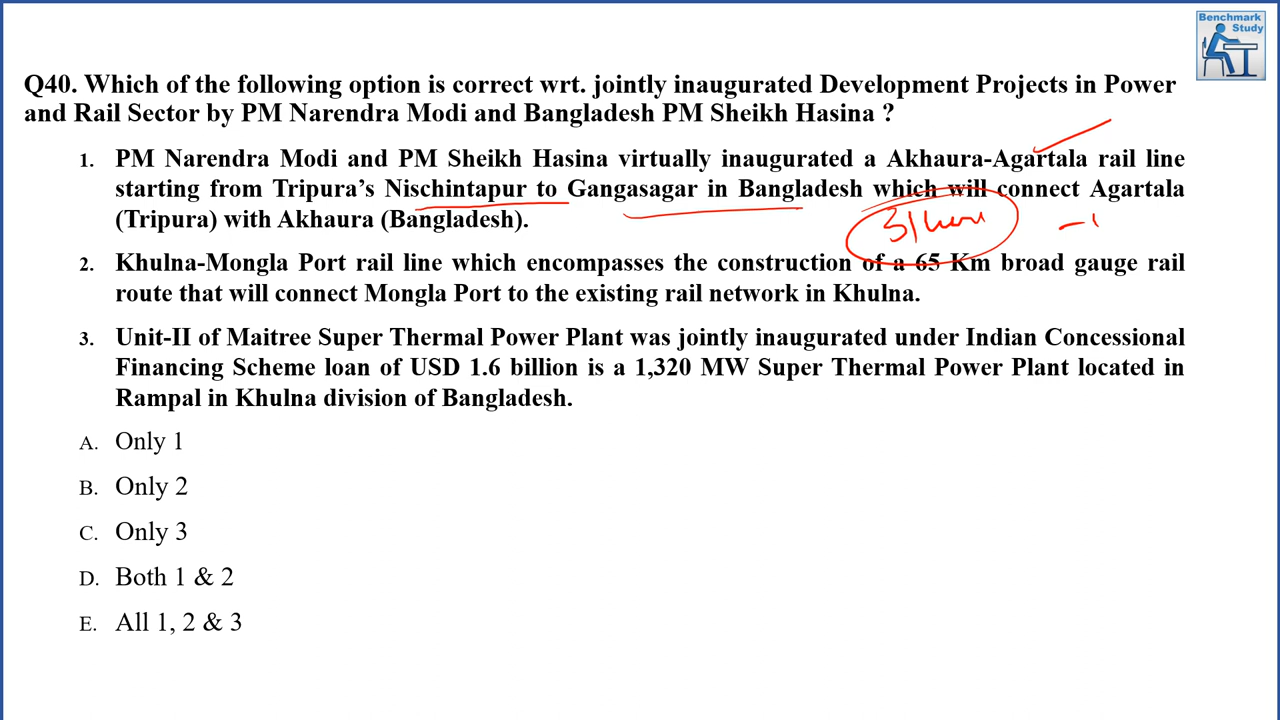 Benchmark
Study
Q40. Which of the following option is correct wrt. jointly inaugurated Development Projects in Power
and Rail Sector by PM Narendra Modi and Bangladesh PM Sheikh Hasina ?
1. PM Narendra Modi and PM Sheikh Hasina virtually inaugurated a Akhaura-Agartala rail line
starting from Tripura's Nischintapur to Gangasagar in Bangladesh which will connect Agartala
(Tripura) with Akhaura (Bangladesh).
2. Khulna-Mongla Port rail line which encompasses the construction of a 65 Km broad gauge rail
route that will connect Mongla Port to the existing rail network in Khulna.
3. Unit-II of Maitree Super Thermal Power Plant was jointly inaugurated under Indian Concessional
Financing Scheme loan of USD 1.6 billion is a 1,320 MW Super Thermal Power Plant located in
Rampal in Khulna division of Bangladesh.
A. Only 1
B. Only 2
C. Only 3
D. Both 1 & 2
E. All 1, 2 & 3